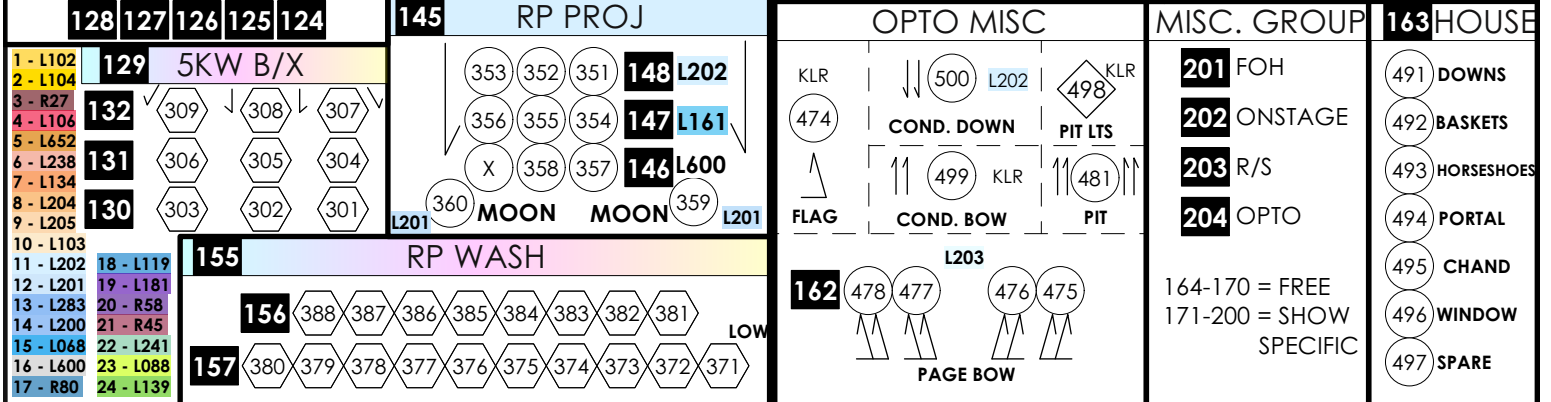 128 127 126 125 124
1 - L102
2 - L104
3 - R27
4 - L106
5 - L652
6 - L238
7 - L134
8 - L204
9 - L205
10 - L103
11 - L202
12 - L201
13 - L283
14 - L200
15 - L068
16 - L600
17 - R80
18 - L119
19 - L181
20 - R58
21 - R45
22 - L241
23 - L088
24 - L139
129 5KW B/X
132 309 308 307
131 306 305 304
130 303 302 301
145 RP PROJ
353 352 351 148 L202
356 355 354 147 L161
X 358 357 146 L600
L201 360 MOON MOON 359 L201
155 RP WASH
156 388 387 386 385 384 383 382 381
LOW
157 380 379 378 377 376 375 374 373 372 371
OPTO MISC
KLR
474
FLAG
500 L202
COND. DOWN
KLR
498
PIT LTS
499 KLR
COND. BOW
481
PIT
L203
162 478 477 476 475
PAGE BOW
MISC. GROUP
201 FOH
202 ONSTAGE
203 R/S
204 OPTO
164-170 = FREE
171-200 = SHOW
SPECIFIC
163 HOUSE
491 DOWNS
492 BASKETS
493 HORSESHOES
494 PORTAL
495 CHAND
496 WINDOW
497 SPARE